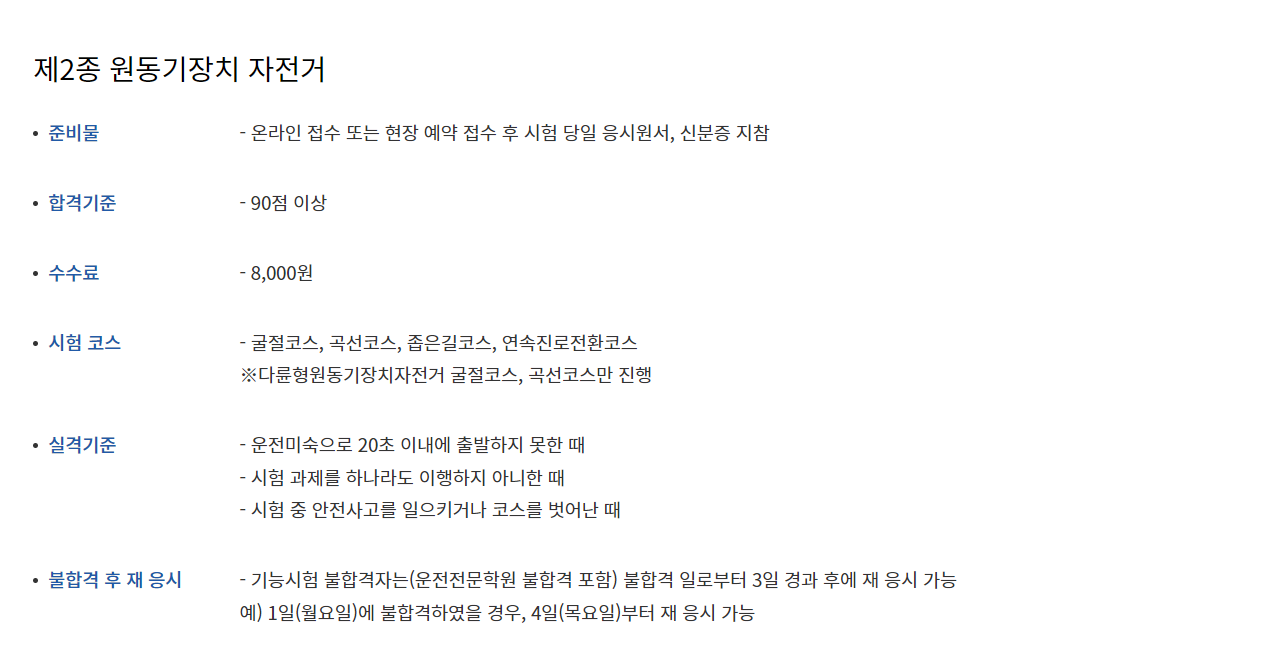 제2종 원동기장치 자전거
• 준비물 - 온라인 접수 또는 현장 예약 접수 후 시험 당일 응시원서, 신분증 지참
• 합격기준 - 90점 이상
• 수수료 - 8,000원
• 시험 코스 - 굴절코스, 곡선코스, 좁은길코스, 연속진로전환코스
※다륜형원동기장치자전거 굴절코스, 곡선코스만 진행
• 실격기준 - 운전미숙으로 20초 이내에 출발하지 못한 때
- 시험 과제를 하나라도 이행하지 아니한 때
- 시험 중 안전사고를 일으키거나 코스를 벗어난 때
• 불합격 후 재 응시 - 기능시험 불합격자는(운전전문학원 불합격 포함) 불합격 일로부터 3일 경과 후에 재 응시 가능
예) 1일(월요일)에 불합격하였을 경우, 4일(목요일)부터 재 응시 가능